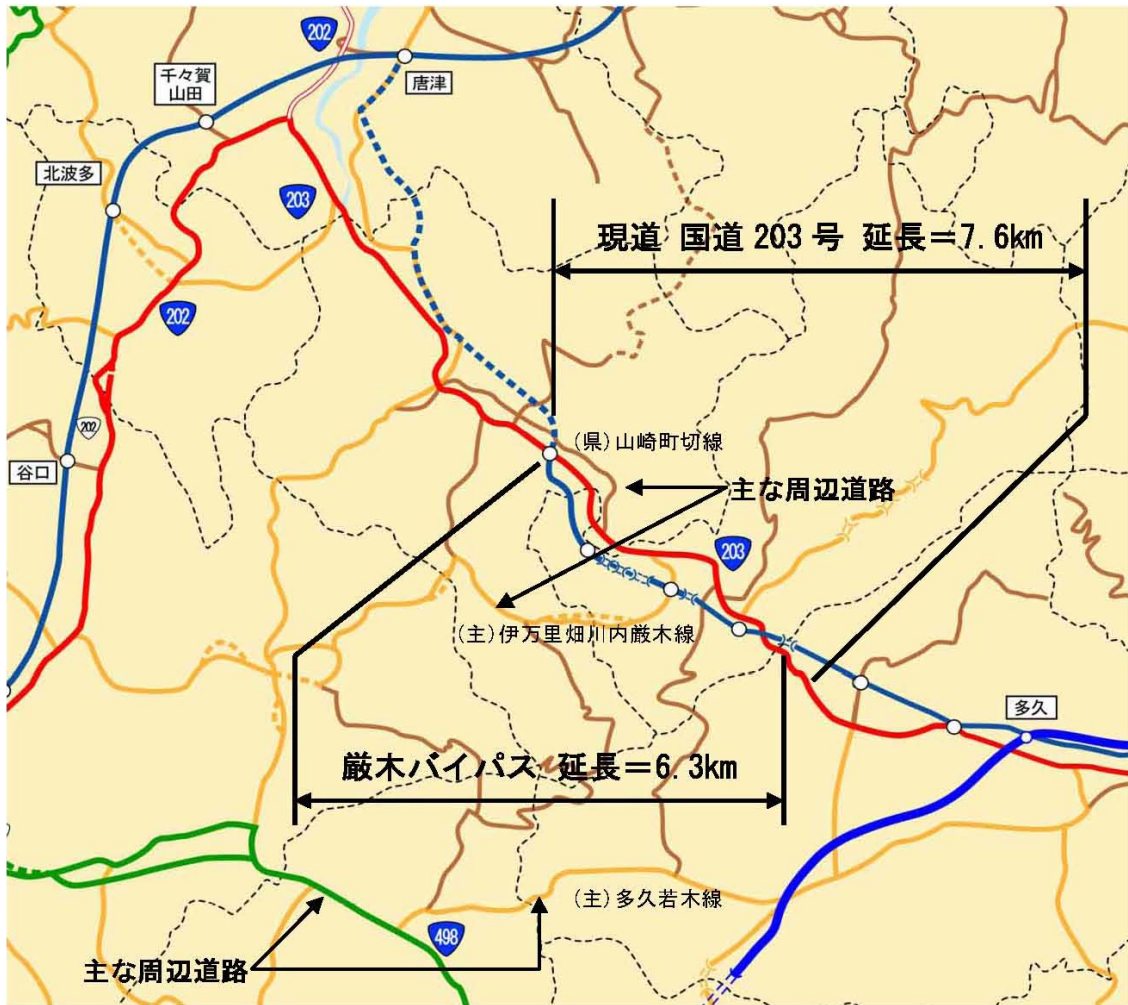 202
唐津
千々賀
山田
北波多
203
現道 国道203号 延長=7.6km
202
202
(県)山崎町切線
谷口
主な周辺道路
203
(主)伊万里畑川内厳木線
多久
厳木バイパス 延長=6.3km
(主)多久若木線
498
主な周辺道路